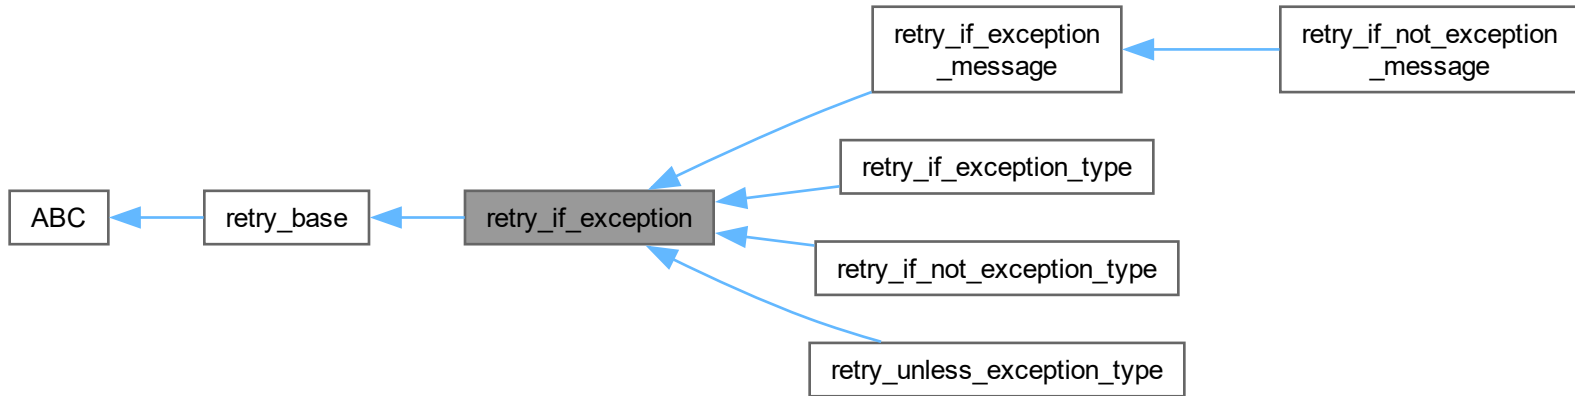 retry_if_exception
_message
retry_if_not_exception
_message
retry_if_exception_type
ABC
retry_base
retry_if_exception
retry_if_not_exception_type
retry_unless_exception_type